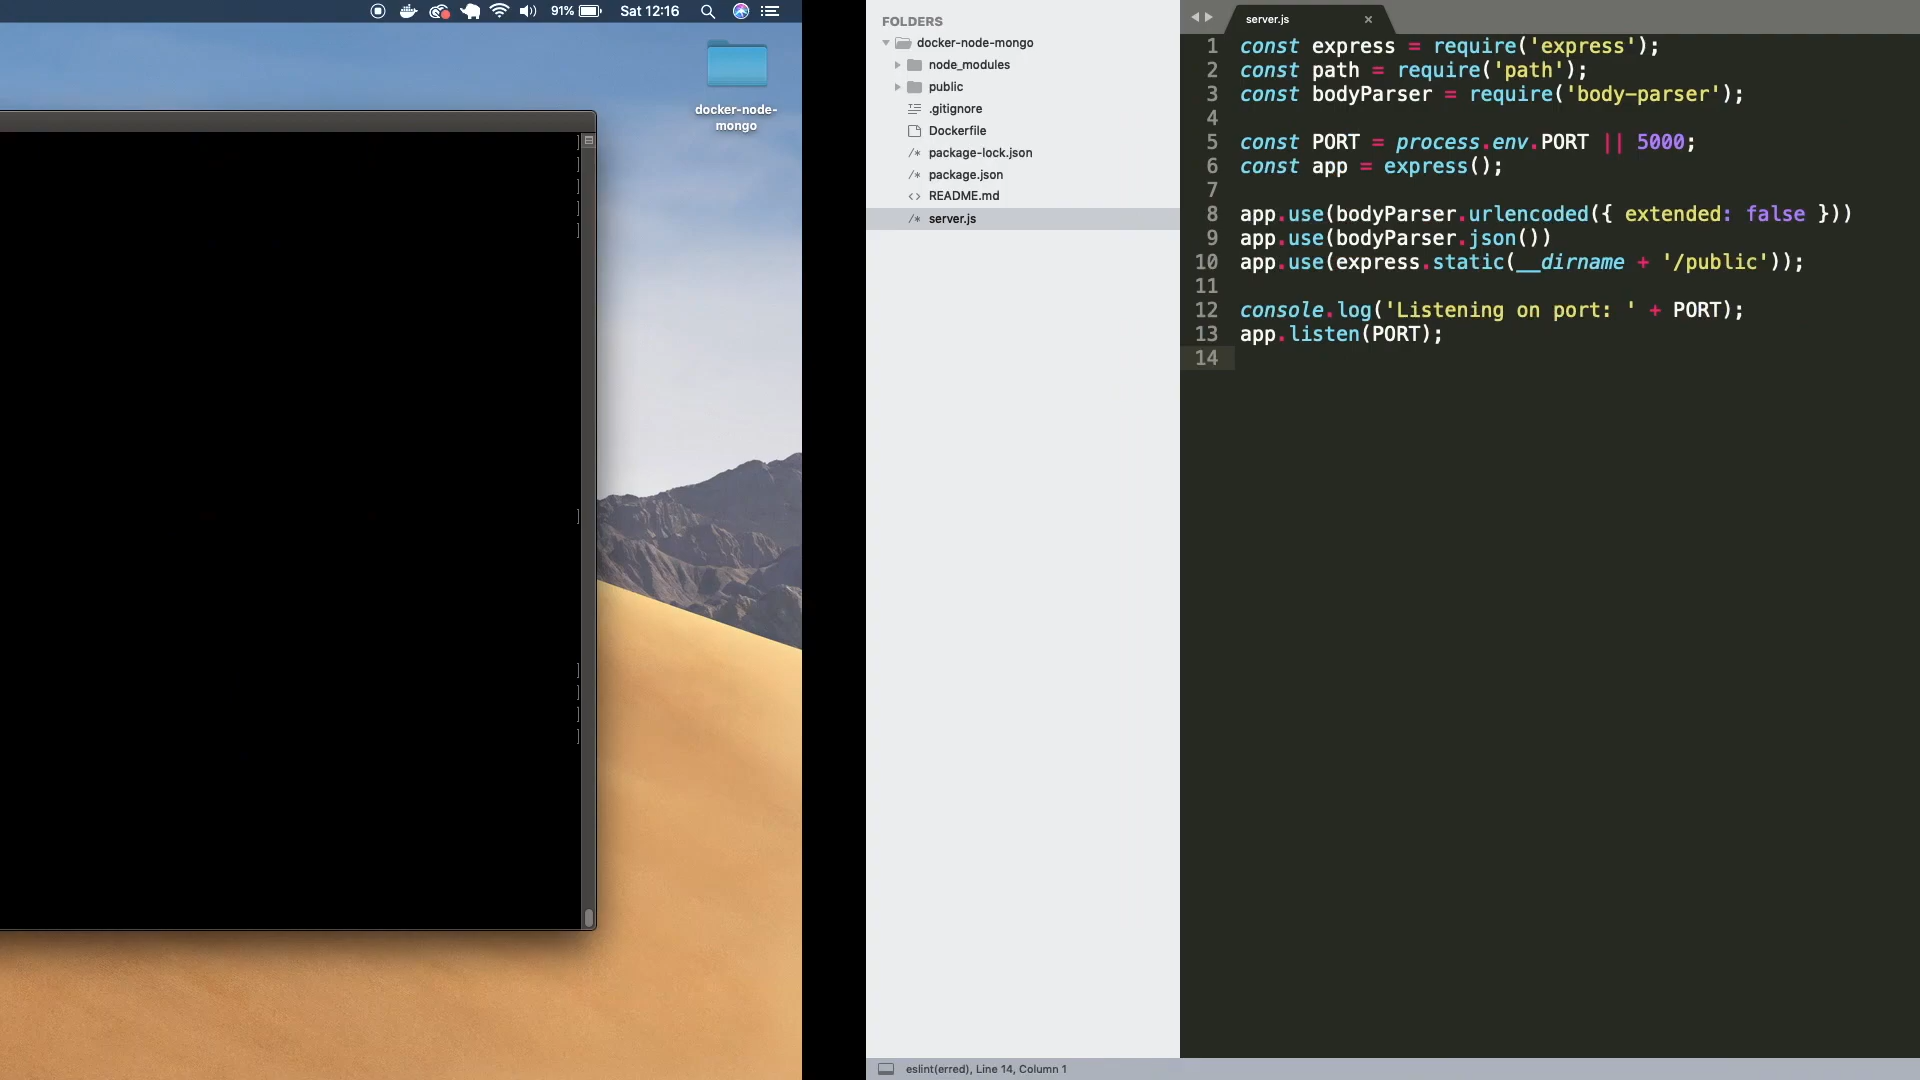 91%
Sat 12:16
docker-node-
mongo
FOLDERS
docker-node-mongo
node_modules
public
.gitignore
Dockerfile
package-lock.json
package.json
README.md
server.js
eslint(erred), Line 14, Column 1
server.js
1 const express = require('express');
2 const path = require('path');
3 const bodyParser = require('body-parser');
4
5 const PORT = process.env.PORT || 5000;
6 const app = express();
7
8 app.use(bodyParser.urlencoded({ extended: false }))
9 app.use(bodyParser.json())
10 app.use(express.static(__dirname + '/public'));
11
12 console.log('Listening on port: ' + PORT);
13 app.listen(PORT);
14